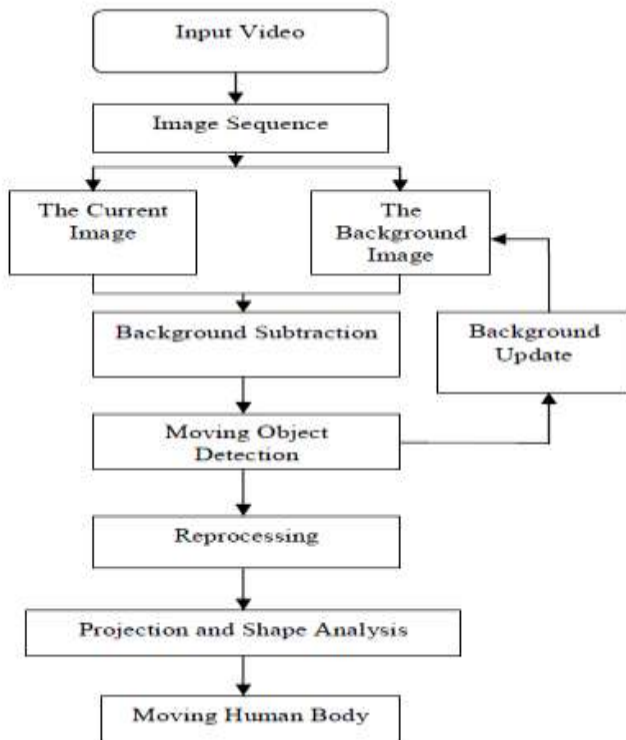 Input Video
Image Sequence
The Current
Image
The
Background
Image
Background Subtraction
Background
Update
Moving Object
Detection
Reprocessing
Projection and Shape Analysis
Moving Human Body